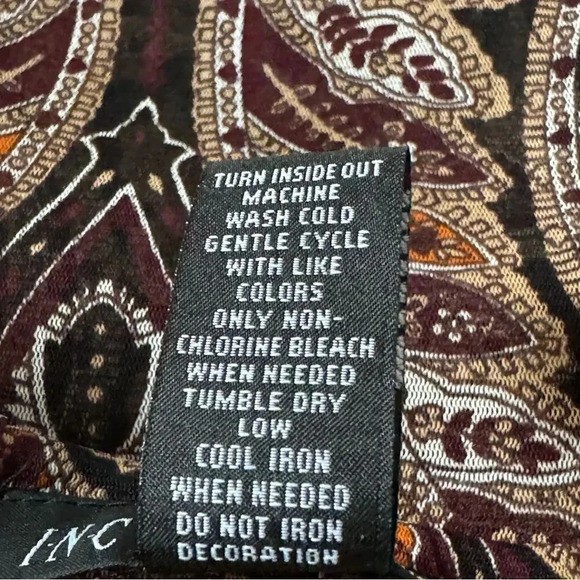 TURN INSIDE OUT
MACHINE
WASH COLD
GENTLE CYCLE
WITH LIKE
COLORS
ONLY NON-
CHLORINE BLEACH
WHEN NEEDED
TUMBLE DRY
LOW
COOL IRON
WHEN NEEDED
DO NOT IRON
DECORATION
I·N·C